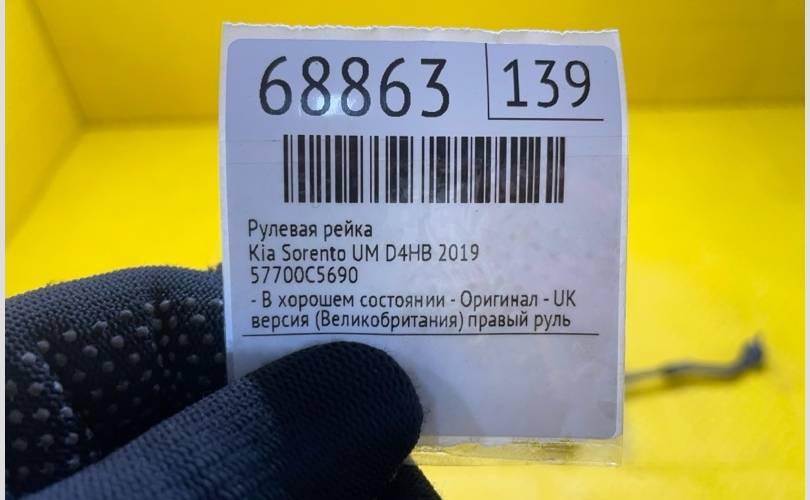 68863 139
Рулевая рейка
Kia Sorento UM D4HB 2019
57700C5690
- В хорошем состоянии - Оригинал - UK
версия (Великобритания) правый руль